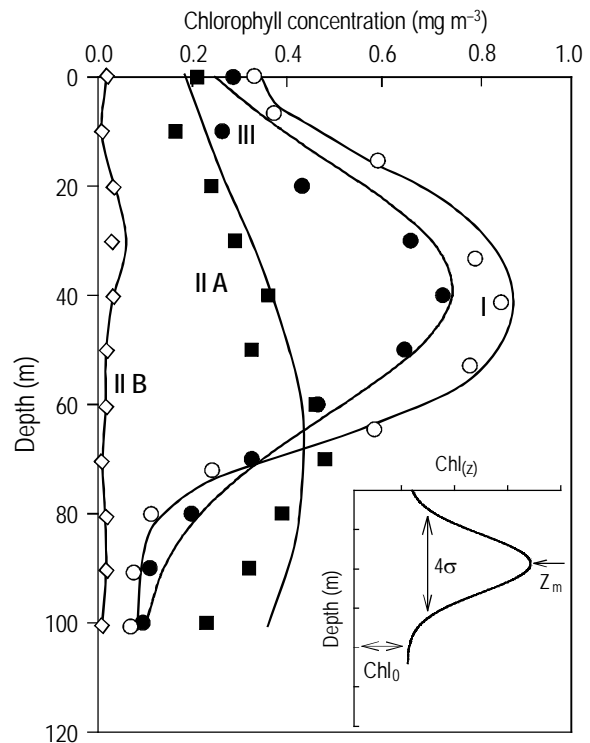 Chlorophyll concentration (mg m⁻³)
0.0 0.2 0.4 0.6 0.8 1.0
0
III
20
II A
40
I
Depth (m)
II B
60
Chl(z)
80
4σ
Zm
Depth (m)
100
Chl0
120